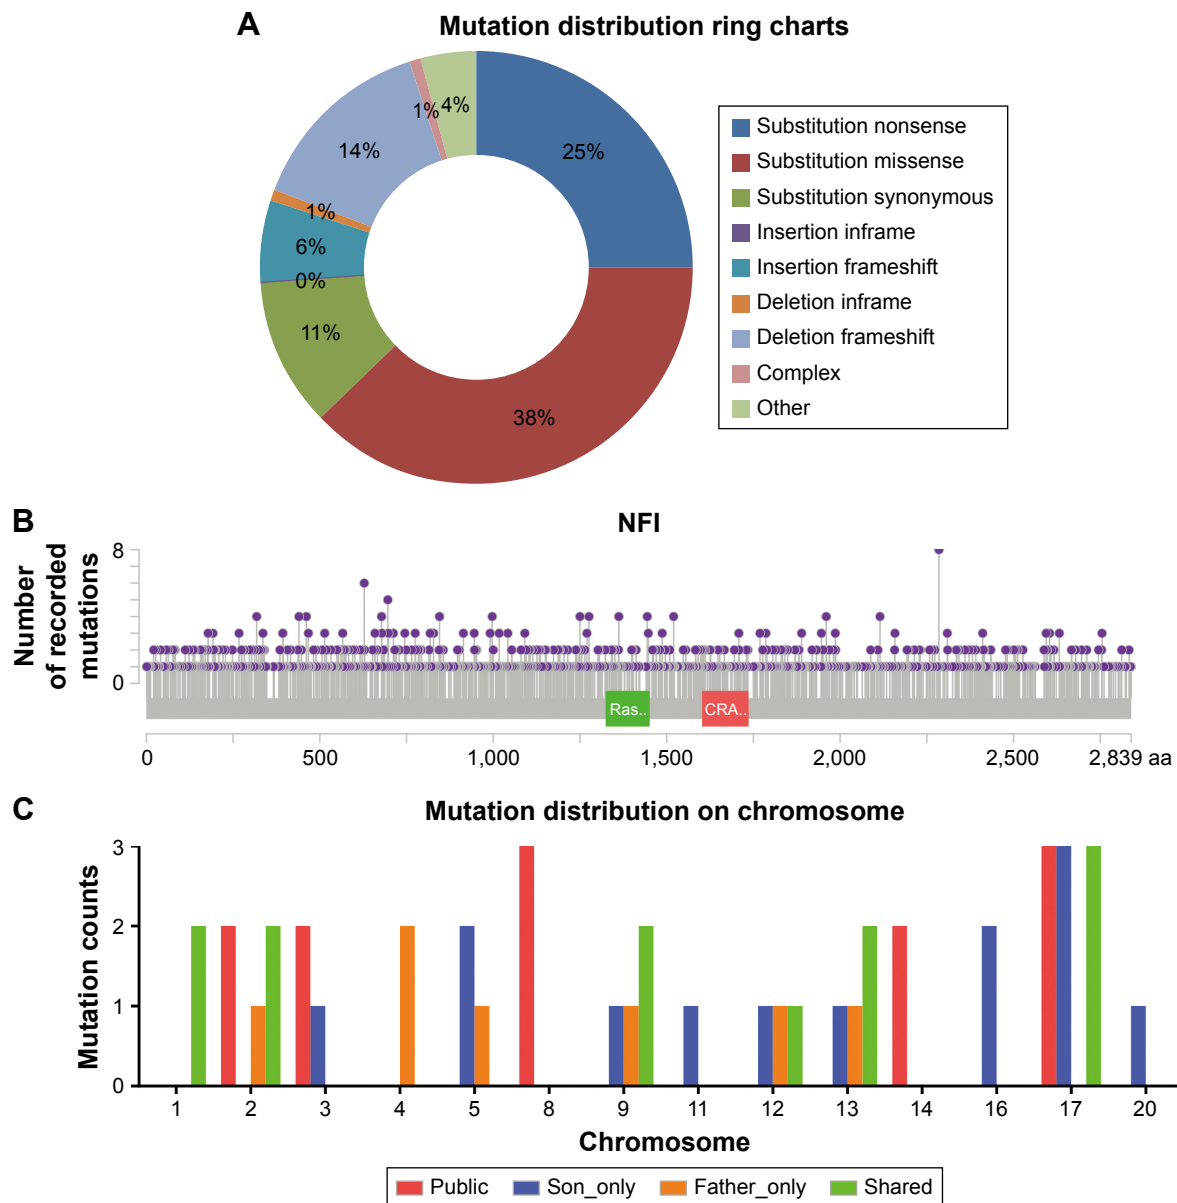 A
Mutation distribution ring charts
1%
4%
25%
14%
1%
6%
0%
11%
38%
Substitution nonsense
Substitution missense
Substitution synonymous
Insertion inframe
Insertion frameshift
Deletion inframe
Deletion frameshift
Complex
Other
B
NFI
Number
of recorded
mutations
8
0
Ras..
CRA..
0
500
1,000
1,500
2,000
2,500
2,839 aa
C
Mutation distribution on chromosome
Mutation counts
3
2
1
0
1
2
3
4
5
8
9
11
12
13
14
16
17
20
Chromosome
Public
Son_only
Father_only
Shared